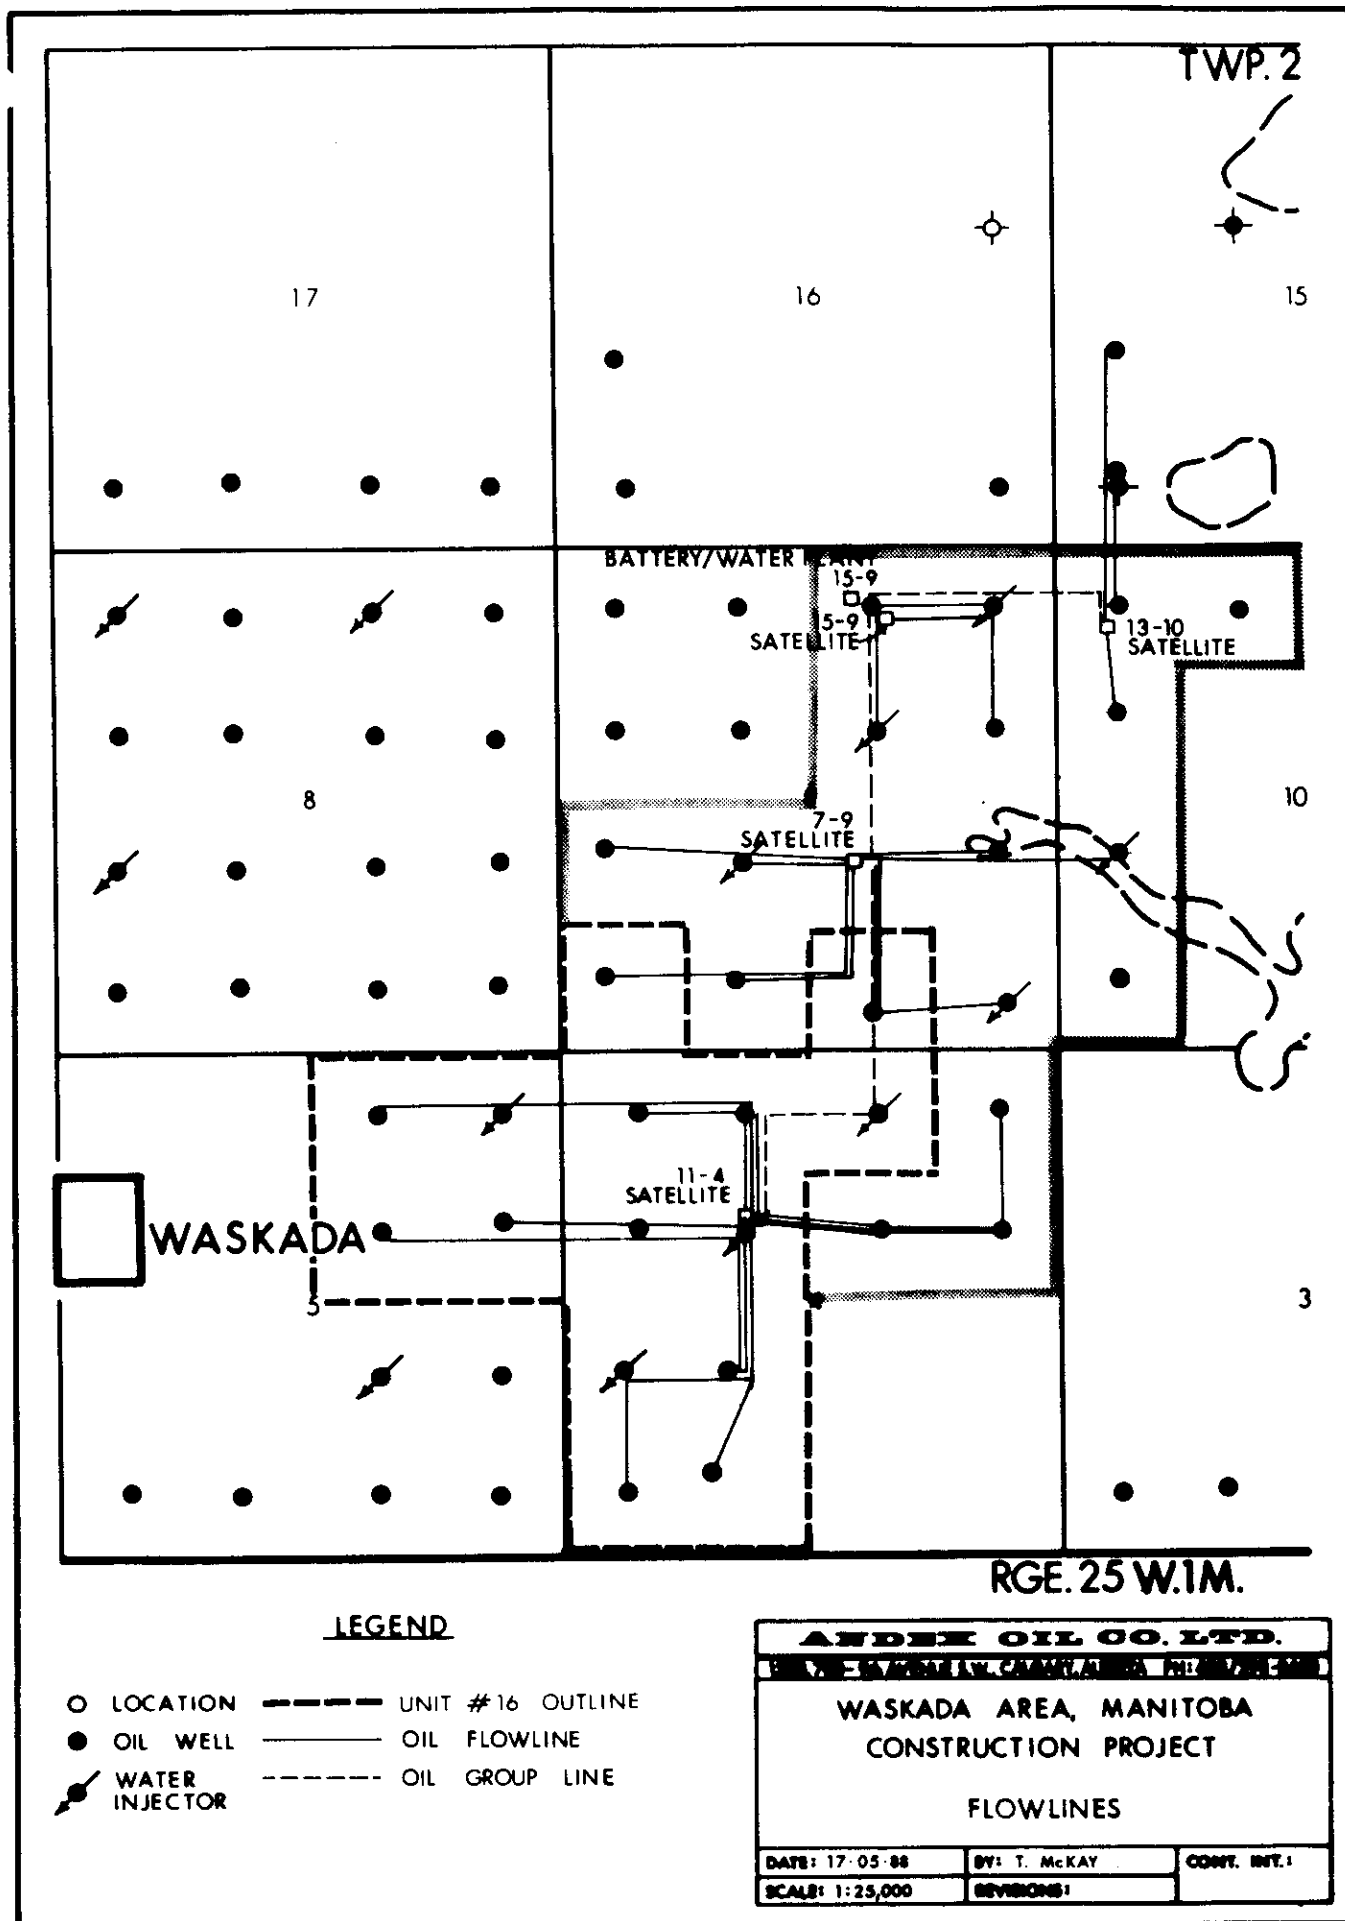 TWP. 2
17
16
15
BATTERY/WATER PLANT
15-9
5-9
SATELLITE
13-10
SATELLITE
8
10
7-9
SATELLITE
11-4
SATELLITE
WASKADA
5
3
RGE. 25 W.1M.
LEGEND
LOCATION
UNIT #16 OUTLINE
OIL WELL
OIL FLOWLINE
WATER
INJECTOR
OIL GROUP LINE
ANDEX OIL CO. LTD.
WASKADA AREA, MANITOBA
CONSTRUCTION PROJECT
FLOWLINES
DATE: 17·05·88
BY: T. McKAY
CONT. INT.:
SCALE: 1:25,000
REVISIONS: